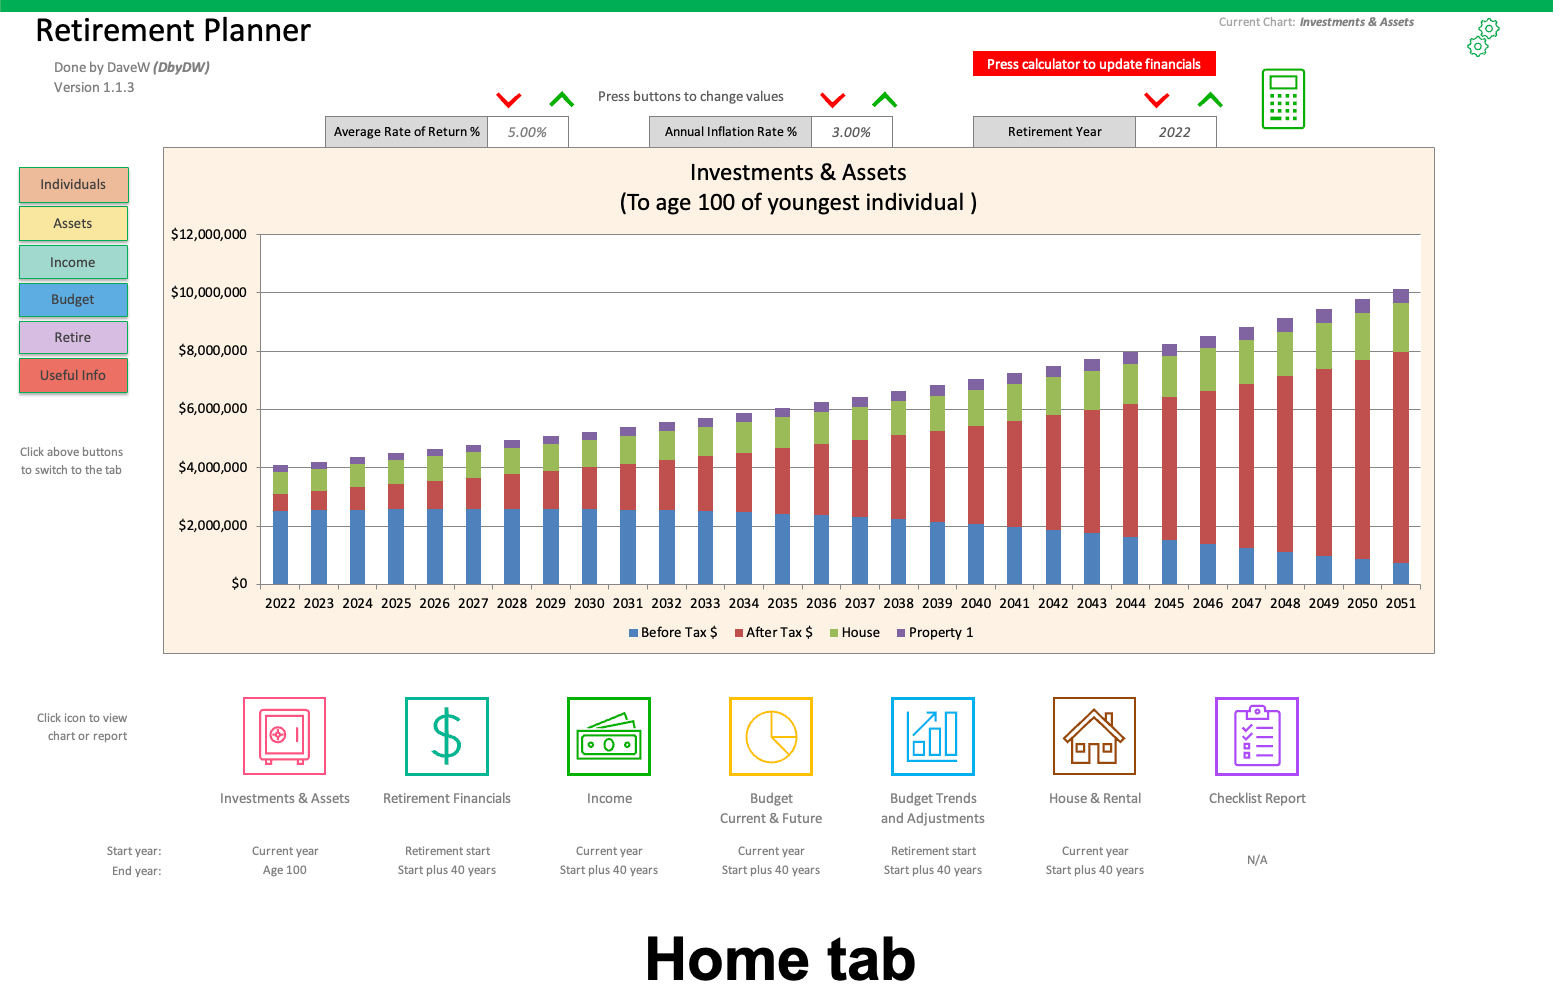 Retirement Planner
Current Chart: Investments & Assets
Done by DaveW (DbyDW)
Version 1.1.3
Press calculator to update financials
Press buttons to change values
Average Rate of Return % 5.00%
Annual Inflation Rate % 3.00%
Retirement Year 2022
Individuals
Assets
Income
Budget
Retire
Useful Info
Click above buttons
to switch to the tab
Investments & Assets
(To age 100 of youngest individual )
$12,000,000
$10,000,000
$8,000,000
$6,000,000
$4,000,000
$2,000,000
$0
2022 2023 2024 2025 2026 2027 2028 2029 2030 2031 2032 2033 2034 2035 2036 2037 2038 2039 2040 2041 2042 2043 2044 2045 2046 2047 2048 2049 2050 2051
Before Tax $ After Tax $ House Property 1
Click icon to view
chart or report
Investments & Assets
Retirement Financials
Income
Budget
Current & Future
Budget Trends
and Adjustments
House & Rental
Checklist Report
Start year: Current year Retirement start Current year Current year Retirement start Current year
N/A
End year: Age 100 Start plus 40 years Start plus 40 years Start plus 40 years Start plus 40 years Start plus 40 years
Home tab